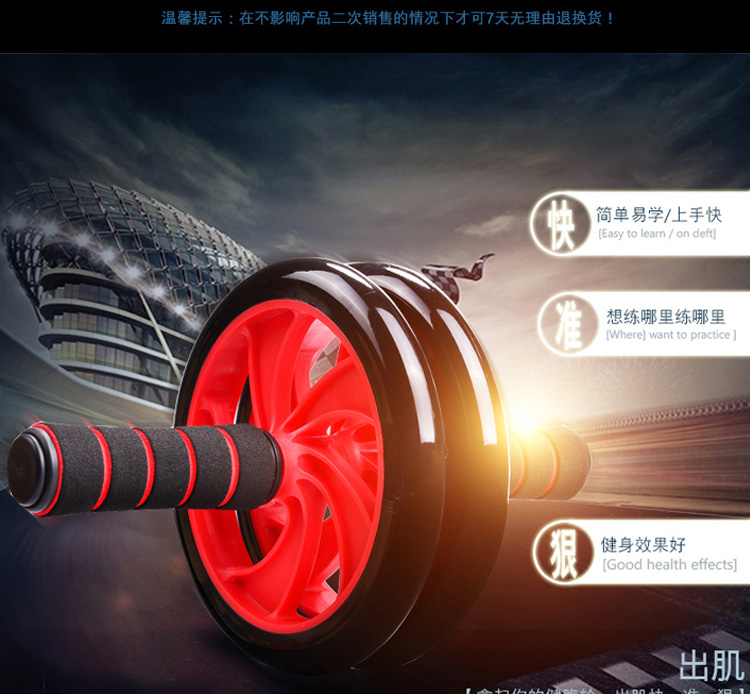 温馨提示：在不影响产品二次销售的情况下才可7天无理由退换货！
快
简单易学/上手快
[Easy to learn / on deft]
准
想练哪里练哪里
[Where] want to practice ]
狠
健身效果好
[Good health effects]
出肌